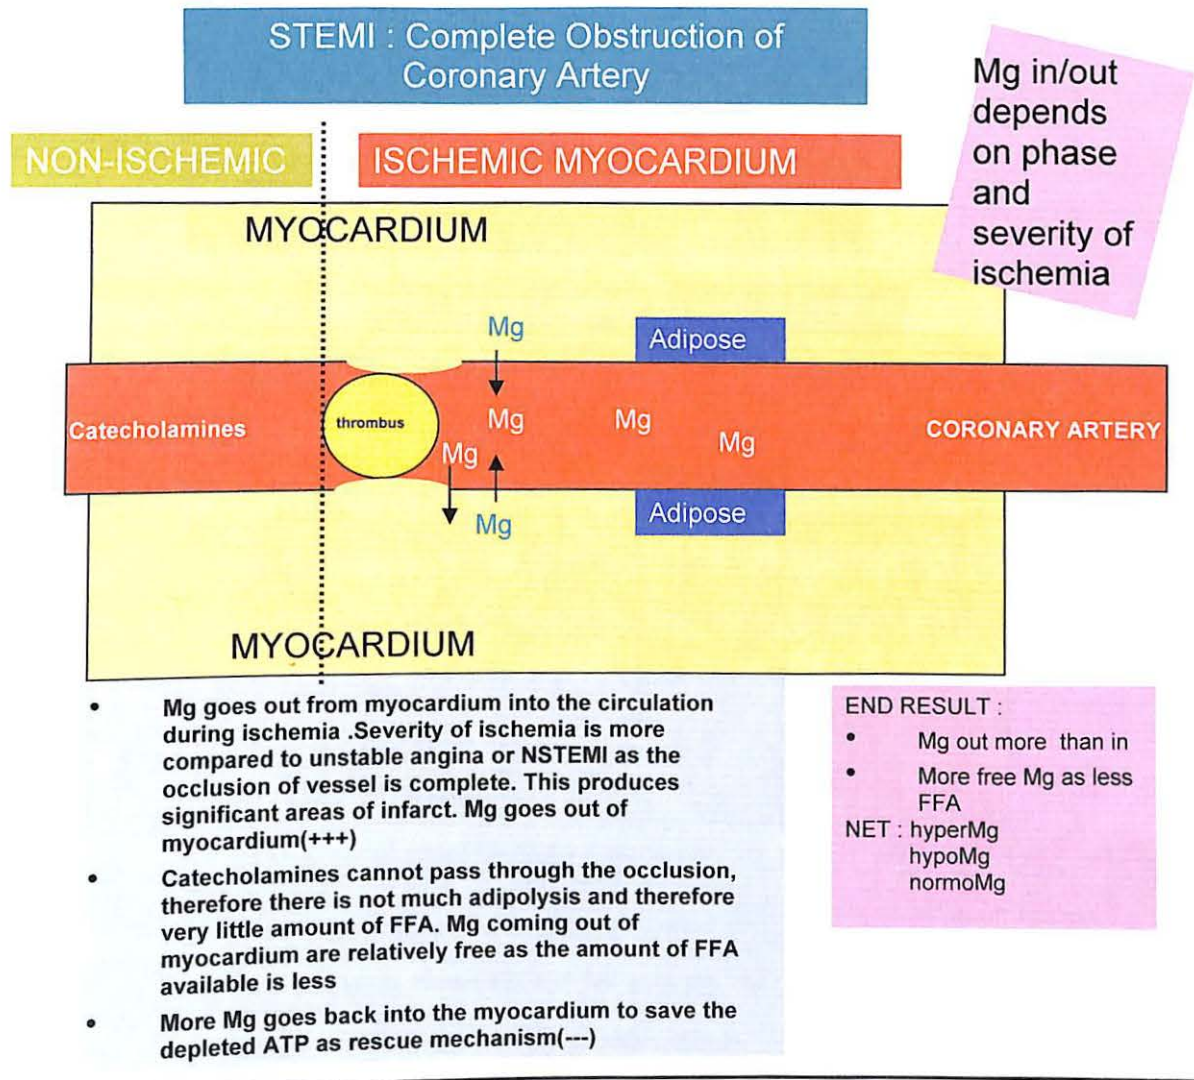 STEMI : Complete Obstruction of
Coronary Artery
Mg in/out
depends
on phase
and
severity of
ischemia
NON-ISCHEMIC
ISCHEMIC MYOCARDIUM
MYOCARDIUM
Mg
Adipose
Catecholamines
thrombus
Mg
Mg
Mg
Mg
CORONARY ARTERY
Mg
Adipose
MYOCARDIUM
• Mg goes out from myocardium into the circulation
during ischemia .Severity of ischemia is more
compared to unstable angina or NSTEMI as the
occlusion of vessel is complete. This produces
significant areas of infarct. Mg goes out of
myocardium(+++)
• Catecholamines cannot pass through the occlusion,
therefore there is not much adipolysis and therefore
very little amount of FFA. Mg coming out of
myocardium are relatively free as the amount of FFA
available is less
• More Mg goes back into the myocardium to save the
depleted ATP as rescue mechanism(---)
END RESULT :
• Mg out more than in
• More free Mg as less
FFA
NET : hyperMg
hypoMg
normoMg